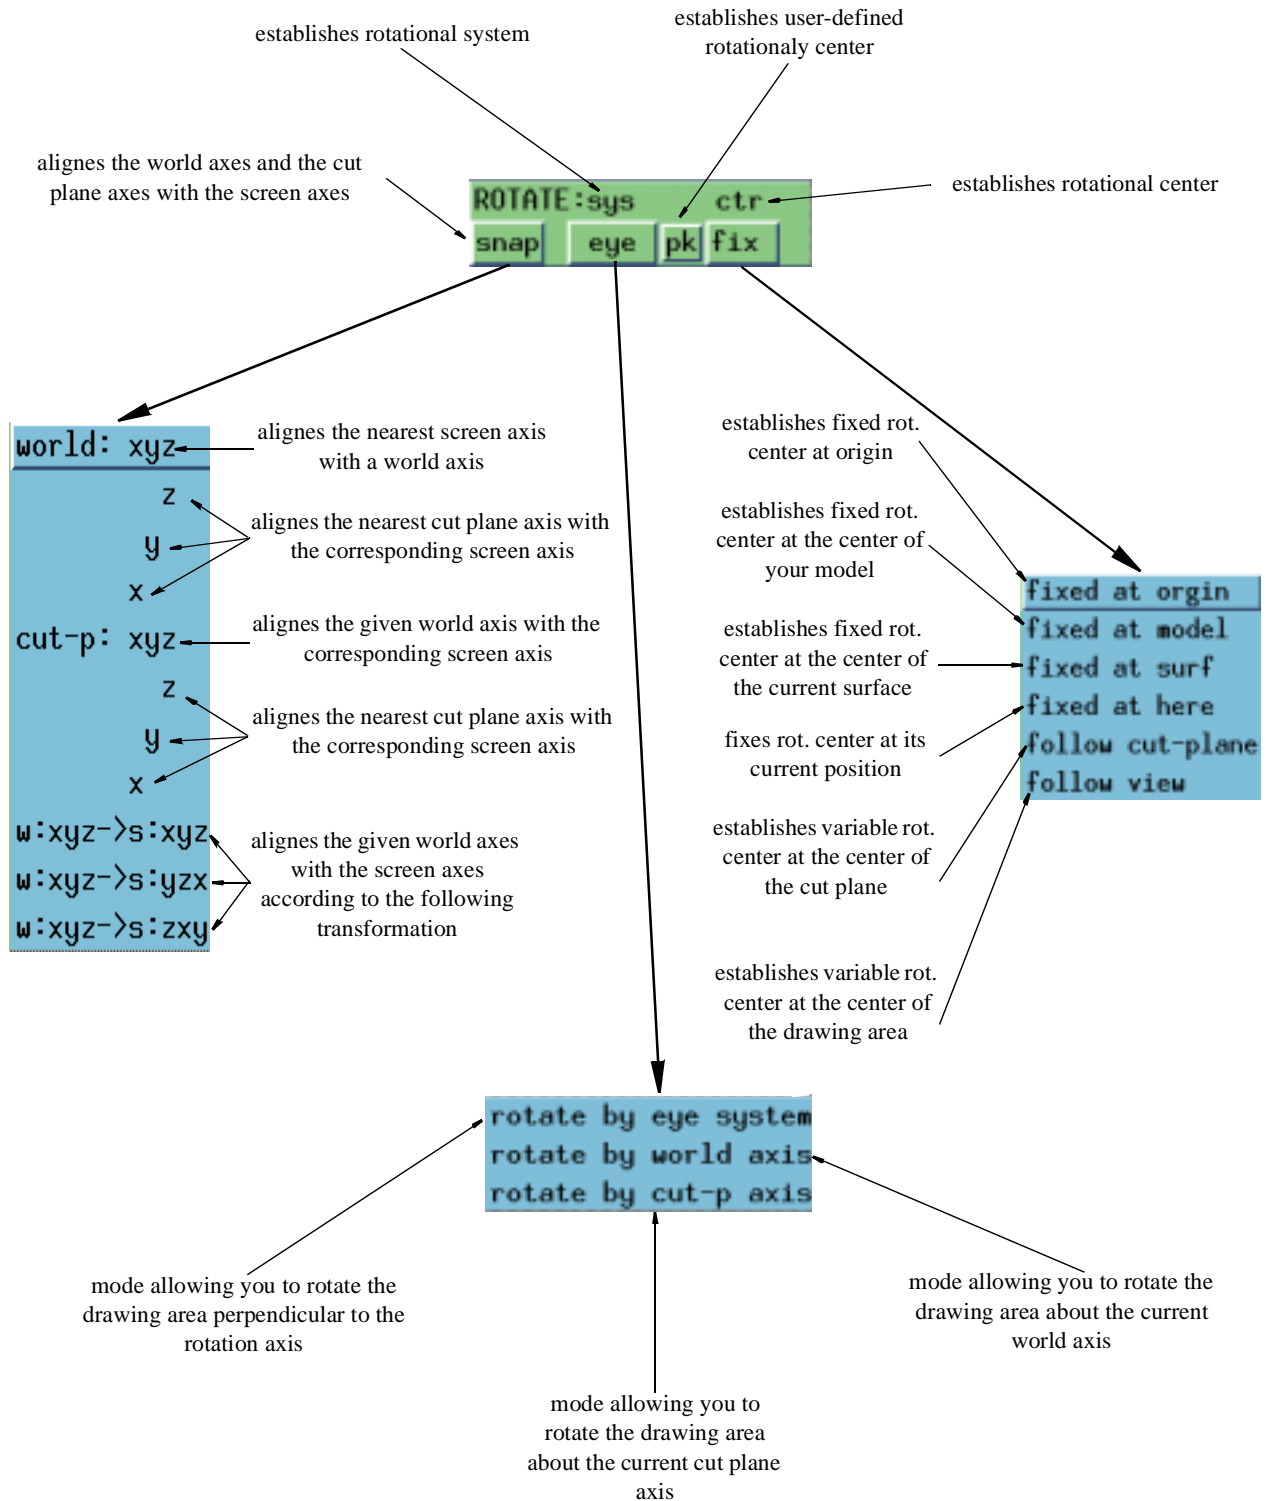 establishes rotational system
establishes user-defined
rotationaly center
alignes the world axes and the cut
plane axes with the screen axes
establishes rotational center
ROTATE:sys ctr
snap eye pk fix
world: xyz
z
y
x
cut-p: xyz
z
y
x
w:xyz->s:xyz
w:xyz->s:yzx
w:xyz->s:zxy
alignes the nearest screen axis
with a world axis
alignes the nearest cut plane axis with
the corresponding screen axis
alignes the given world axis with the
corresponding screen axis
alignes the nearest cut plane axis with
the corresponding screen axis
alignes the given world axes
with the screen axes
according to the following
transformation
establishes fixed rot.
center at origin
establishes fixed rot.
center at the center of
your model
establishes fixed rot.
center at the center of
the current surface
fixes rot. center at its
current position
establishes variable rot.
center at the center of
the cut plane
establishes variable rot.
center at the center of
the drawing area
fixed at orgin
fixed at model
fixed at surf
fixed at here
follow cut-plane
follow view
rotate by eye system
rotate by world axis
rotate by cut-p axis
mode allowing you to rotate the
drawing area perpendicular to the
rotation axis
mode allowing you to rotate the
drawing area about the current
world axis
mode allowing you to
rotate the drawing area
about the current cut plane
axis